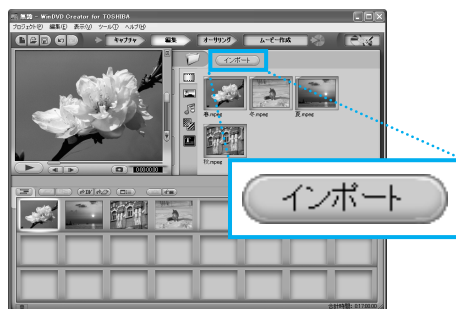 無題 - WinDVD Creator for TOSHIBA
プロジェクト(P) 編集(E) 表示(V) ツール(T) ヘルプ(H)
キャプチャ 編集 オーサリング ムービー作成
インポート
春.mpeg 冬.mpeg 夏.mpeg
秋.mpeg
インポート